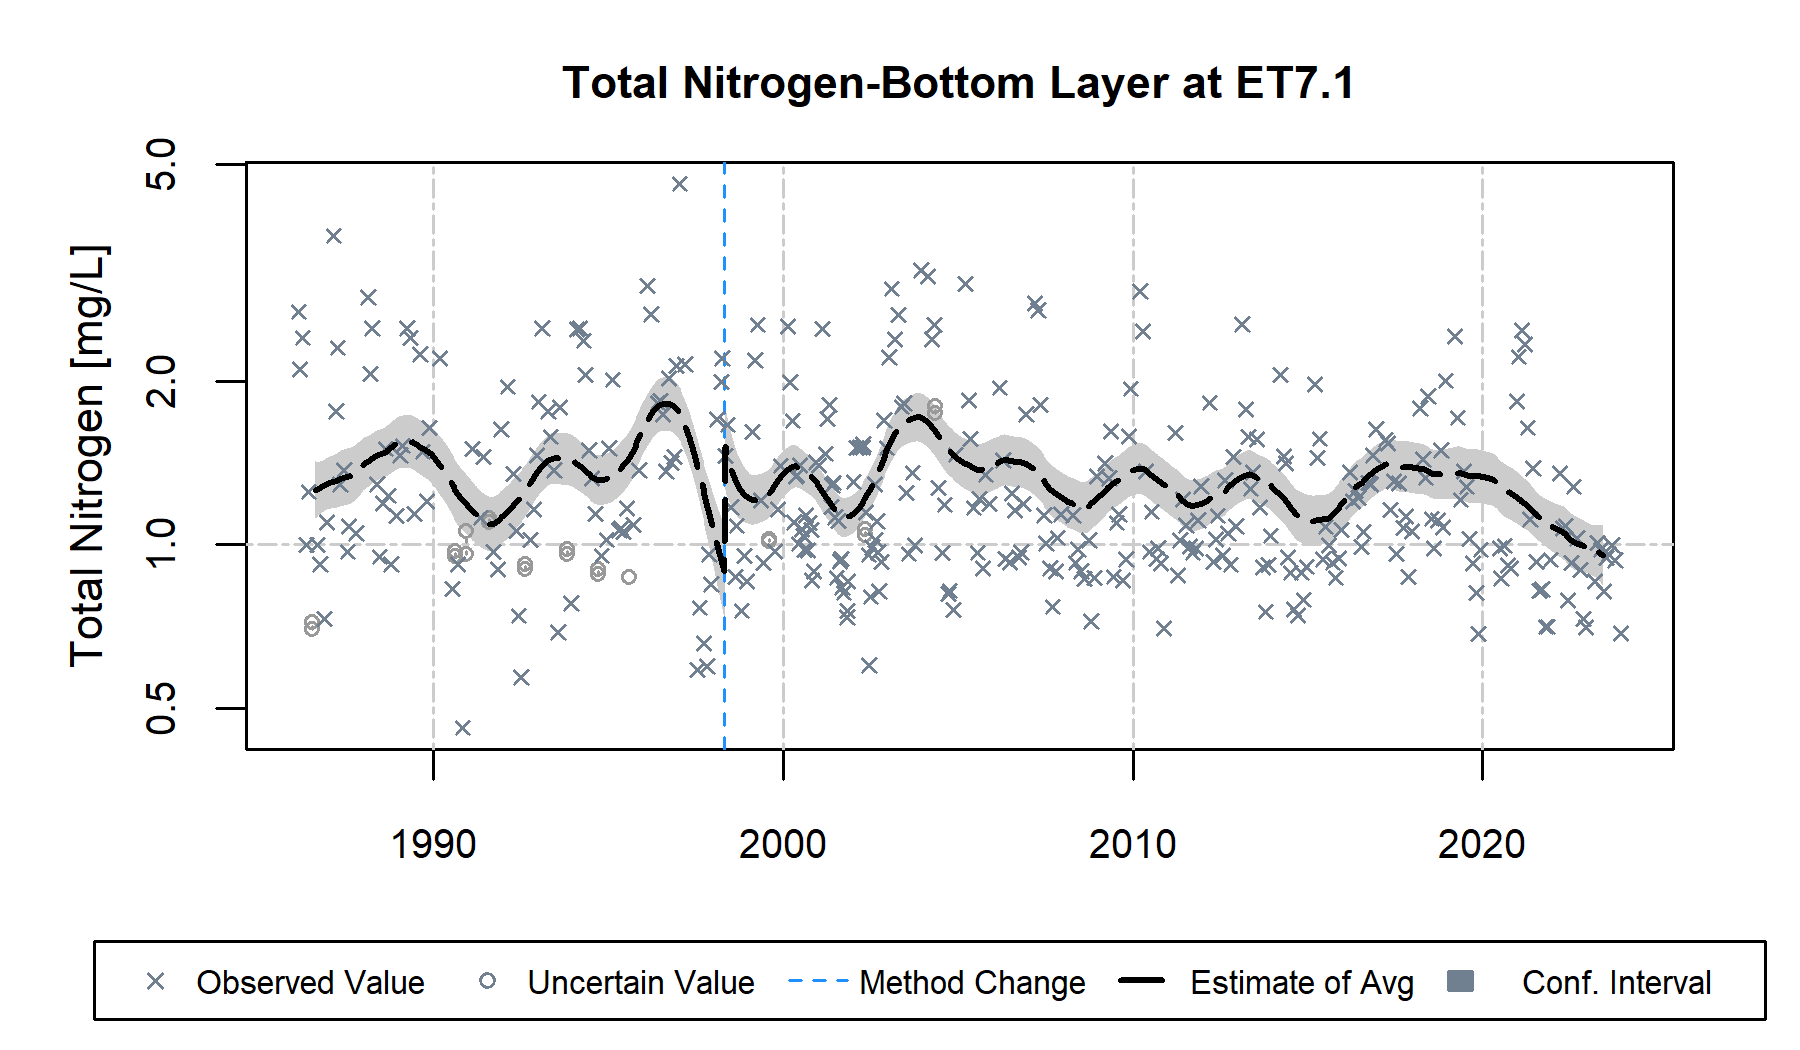 Total Nitrogen-Bottom Layer at ET7.1
Total Nitrogen [mg/L]
5.0
2.0
1.0
0.5
1990 2000 2010 2020
Observed Value Uncertain Value Method Change Estimate of Avg Conf. Interval